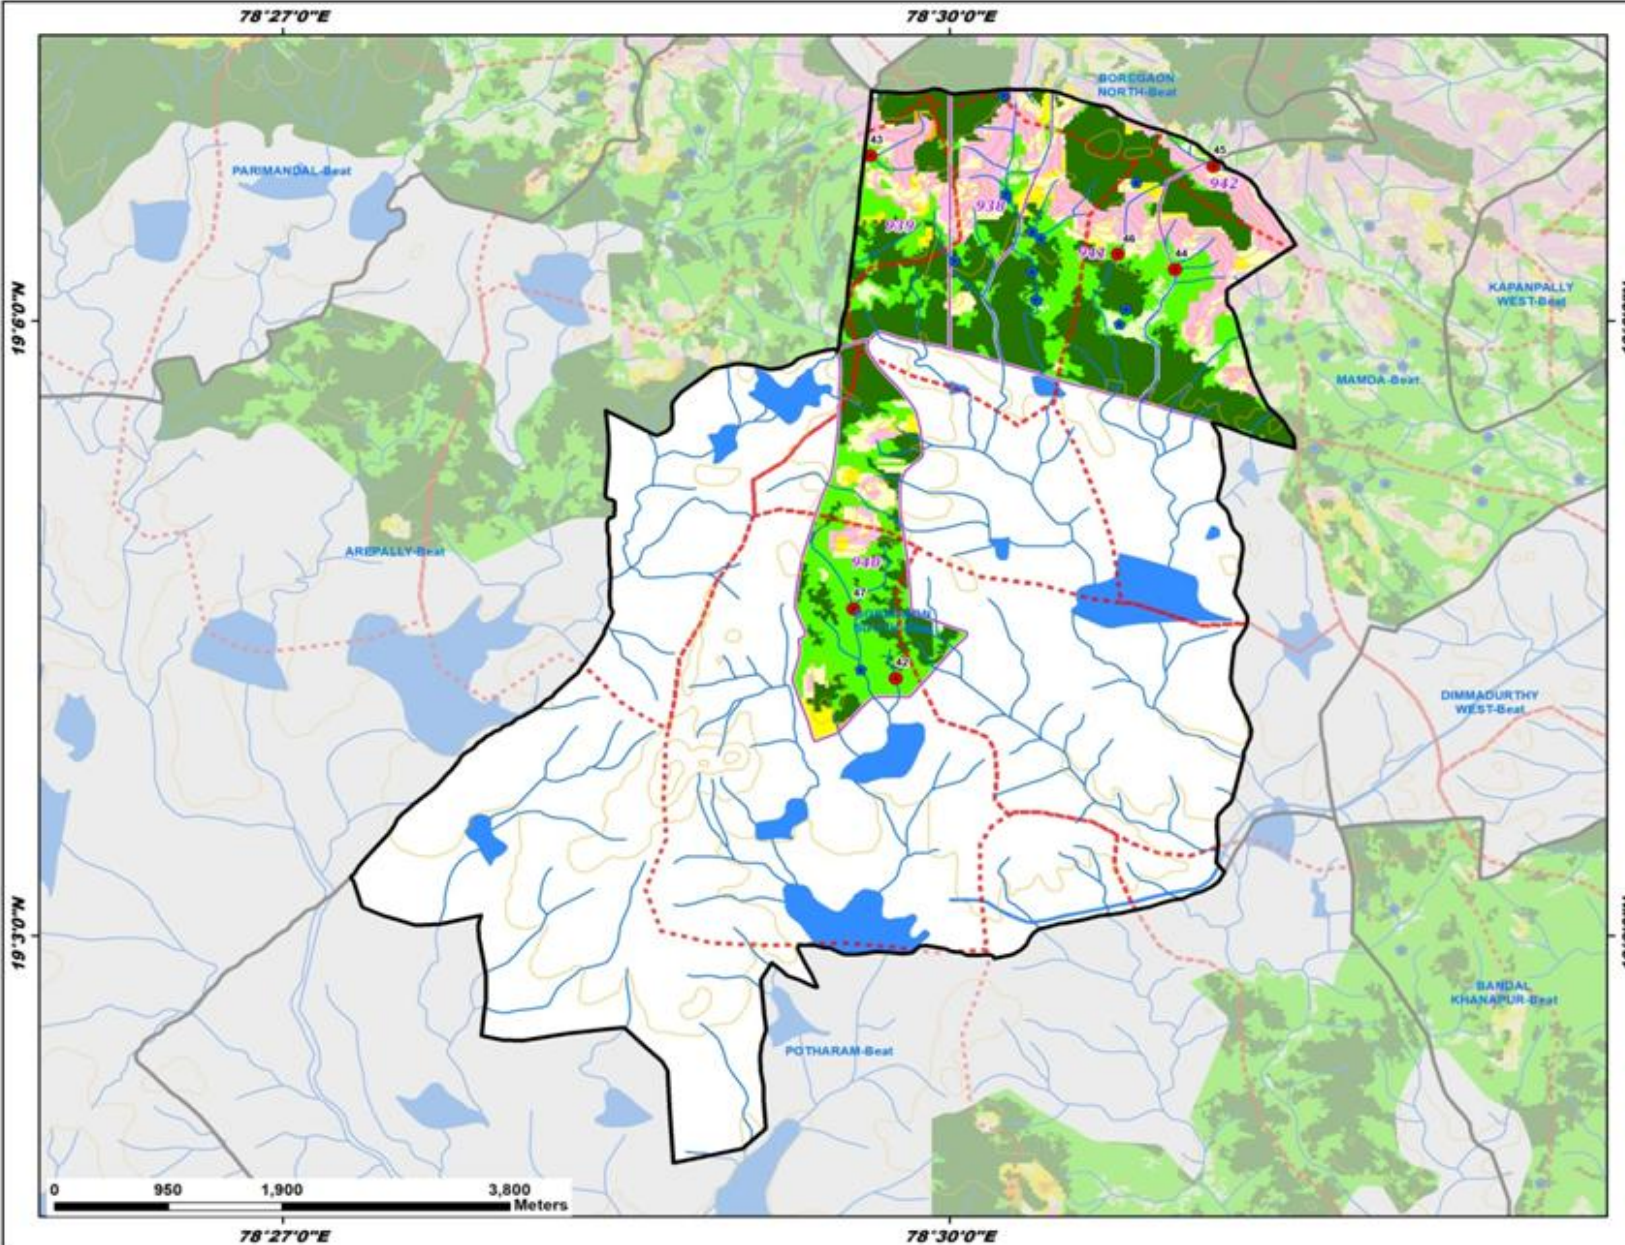 78°27'0"E
78°30'0"E
BOREGAON
NORTH-Beat
43
45
PARIMANDAL-Beat
942
938
939
46
44
KAPANPALLY
WEST-Beat
19°6'0"N
MAMDA-Beat
AREPALLY-Beat
940
47
42
DIMMADURTHY
WEST-Beat
19°3'0"N
BANDAL
KHANAPUR-Beat
POTHARAM-Beat
0 950 1,900 3,800
Meters
78°27'0"E
78°30'0"E